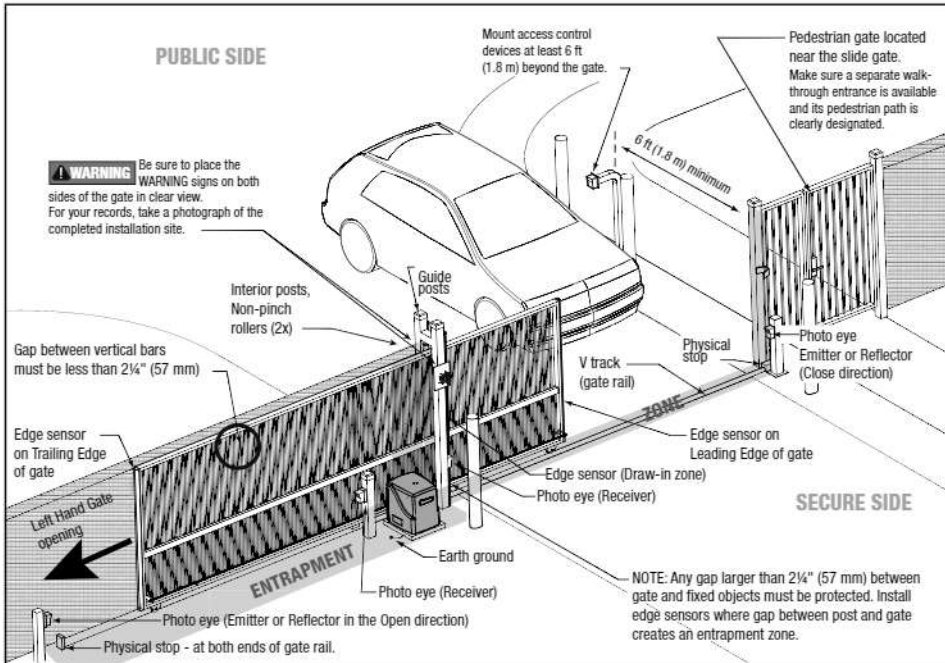 PUBLIC SIDE
Mount access control
devices at least 6 ft
(1.8 m) beyond the gate.
Pedestrian gate located
near the slide gate.
Make sure a separate walk-
through entrance is available
and its pedestrian path is
clearly designated.
6 ft (1.8 m) minimum
WARNING Be sure to place the
WARNING signs on both
sides of the gate in clear view.
For your records, take a photograph of the
completed installation site.
Guide
posts
Interior posts,
Non-pinch
rollers (2x)
Gap between vertical bars
must be less than 2¼" (57 mm)
Physical
stop
Photo eye
Emitter or Reflector
(Close direction)
V track
(gate rail)
ZONE
Edge sensor
on Trailing Edge
of gate
Edge sensor on
Leading Edge of gate
Edge sensor (Draw-in zone)
Photo eye (Receiver)
SECURE SIDE
Left Hand Gate
opening
Earth ground
ENTRAPMENT
Photo eye (Receiver)
NOTE: Any gap larger than 2¼" (57 mm) between
gate and fixed objects must be protected. Install
edge sensors where gap between post and gate
creates an entrapment zone.
Photo eye (Emitter or Reflector in the Open direction)
Physical stop - at both ends of gate rail.